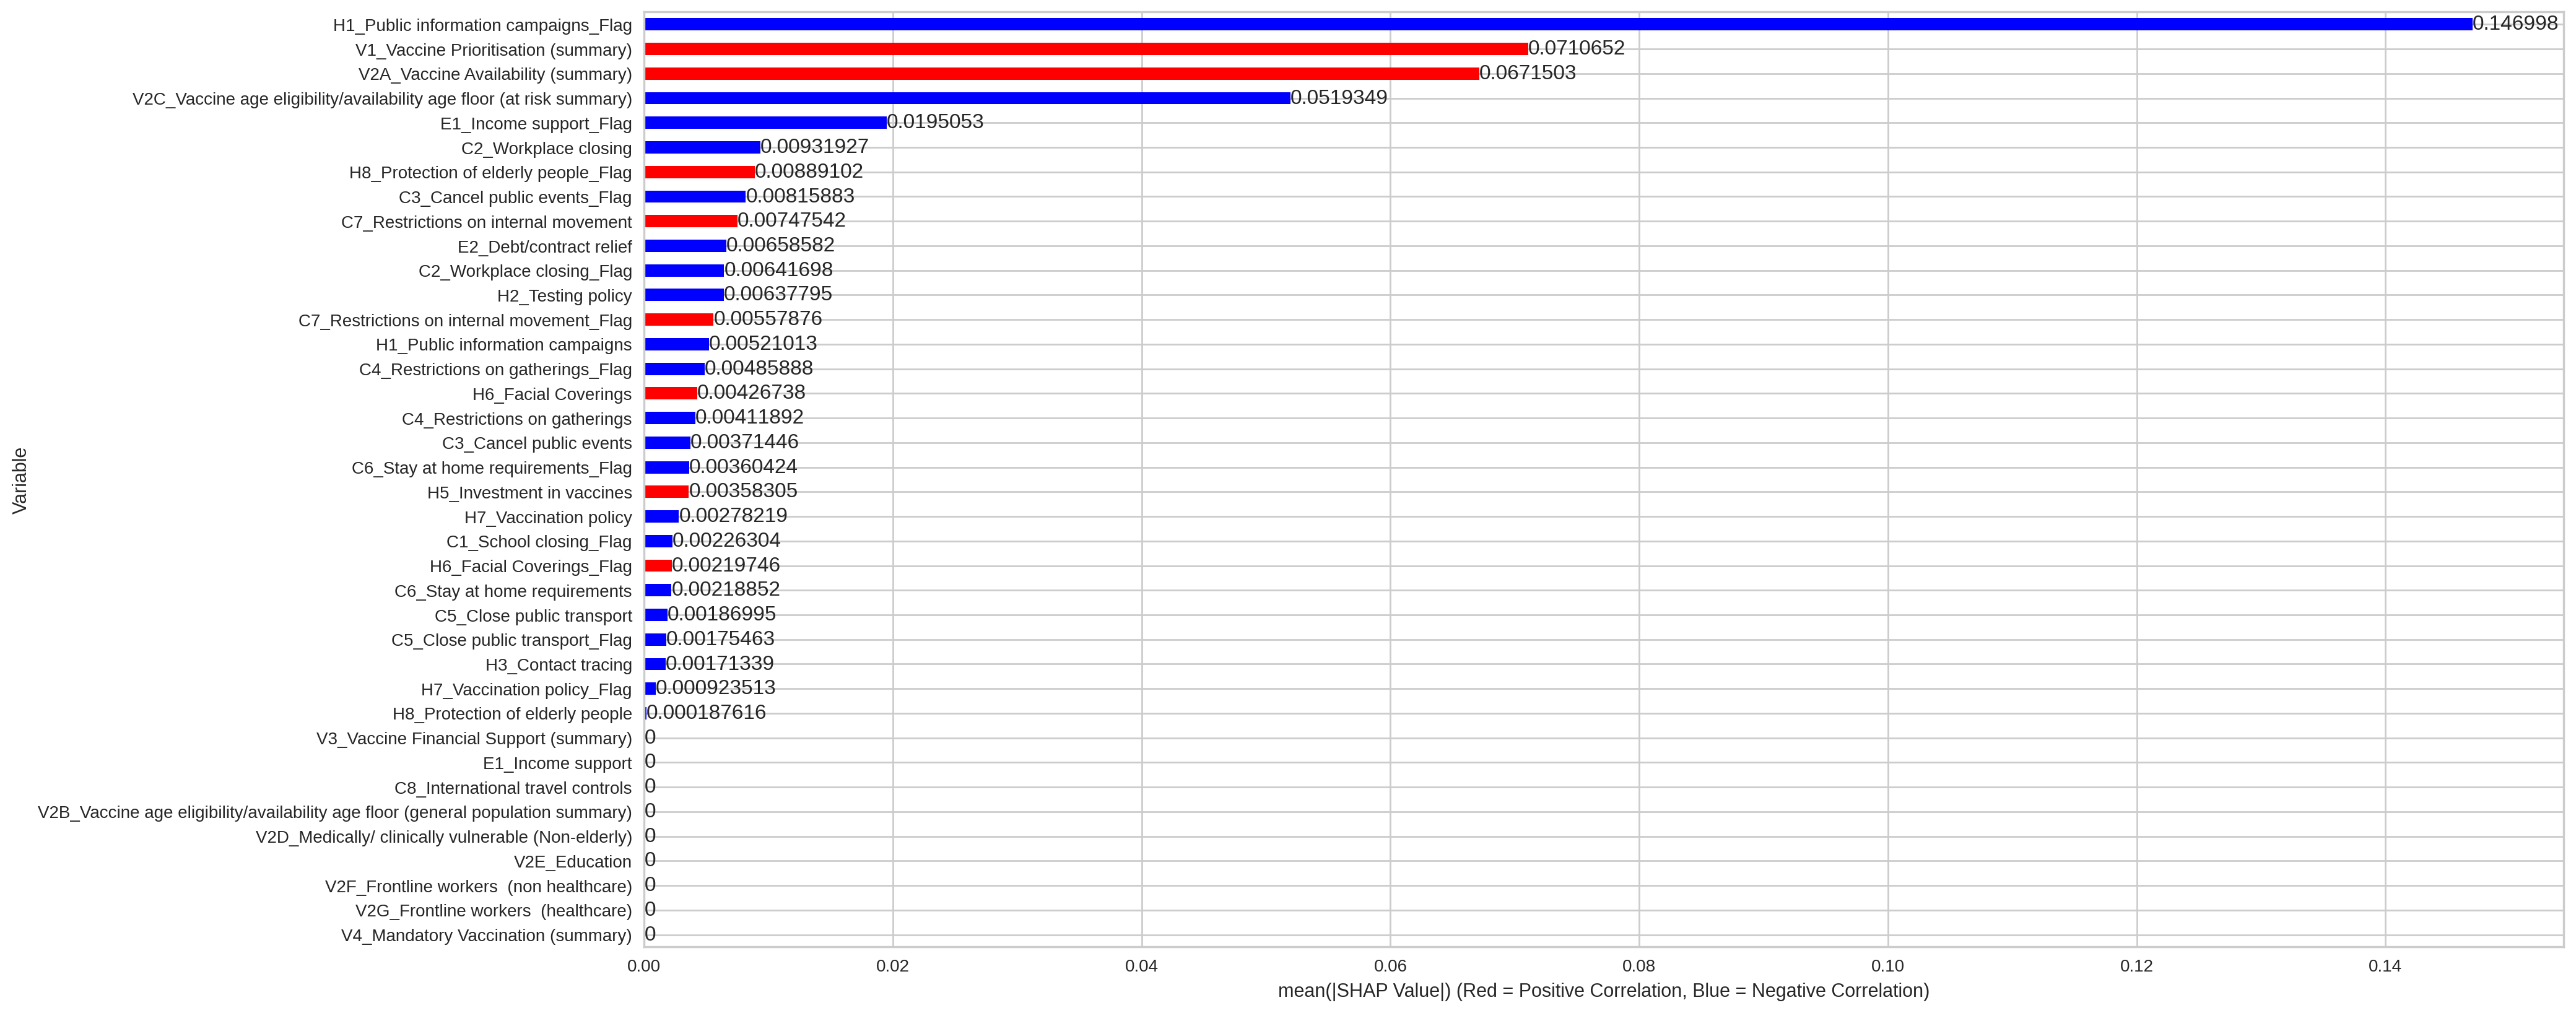 H1_Public information campaigns_Flag 0.146998
V1_Vaccine Prioritisation (summary) 0.0710652
V2A_Vaccine Availability (summary) 0.0671503
V2C_Vaccine age eligibility/availability age floor (at risk summary) 0.0519349
E1_Income support_Flag 0.0195053
C2_Workplace closing 0.00931927
H8_Protection of elderly people_Flag 0.00889102
C3_Cancel public events_Flag 0.00815883
C7_Restrictions on internal movement 0.00747542
E2_Debt/contract relief 0.00658582
C2_Workplace closing_Flag 0.00641698
H2_Testing policy 0.00637795
C7_Restrictions on internal movement_Flag 0.00557876
H1_Public information campaigns 0.00521013
C4_Restrictions on gatherings_Flag 0.00485888
H6_Facial Coverings 0.00426738
C4_Restrictions on gatherings 0.00411892
C3_Cancel public events 0.00371446
C6_Stay at home requirements_Flag 0.00360424
H5_Investment in vaccines 0.00358305
H7_Vaccination policy 0.00278219
C1_School closing_Flag 0.00226304
H6_Facial Coverings_Flag 0.00219746
C6_Stay at home requirements 0.00218852
C5_Close public transport 0.00186995
C5_Close public transport_Flag 0.00175463
H3_Contact tracing 0.00171339
H7_Vaccination policy_Flag 0.000923513
H8_Protection of elderly people 0.000187616
V3_Vaccine Financial Support (summary) 0
E1_Income support 0
C8_International travel controls 0
V2B_Vaccine age eligibility/availability age floor (general population summary) 0
V2D_Medically/ clinically vulnerable (Non-elderly) 0
V2E_Education 0
V2F_Frontline workers  (non healthcare) 0
V2G_Frontline workers  (healthcare) 0
V4_Mandatory Vaccination (summary) 0
Variable
0.00 0.02 0.04 0.06 0.08 0.10 0.12 0.14
mean(|SHAP Value|) (Red = Positive Correlation, Blue = Negative Correlation)